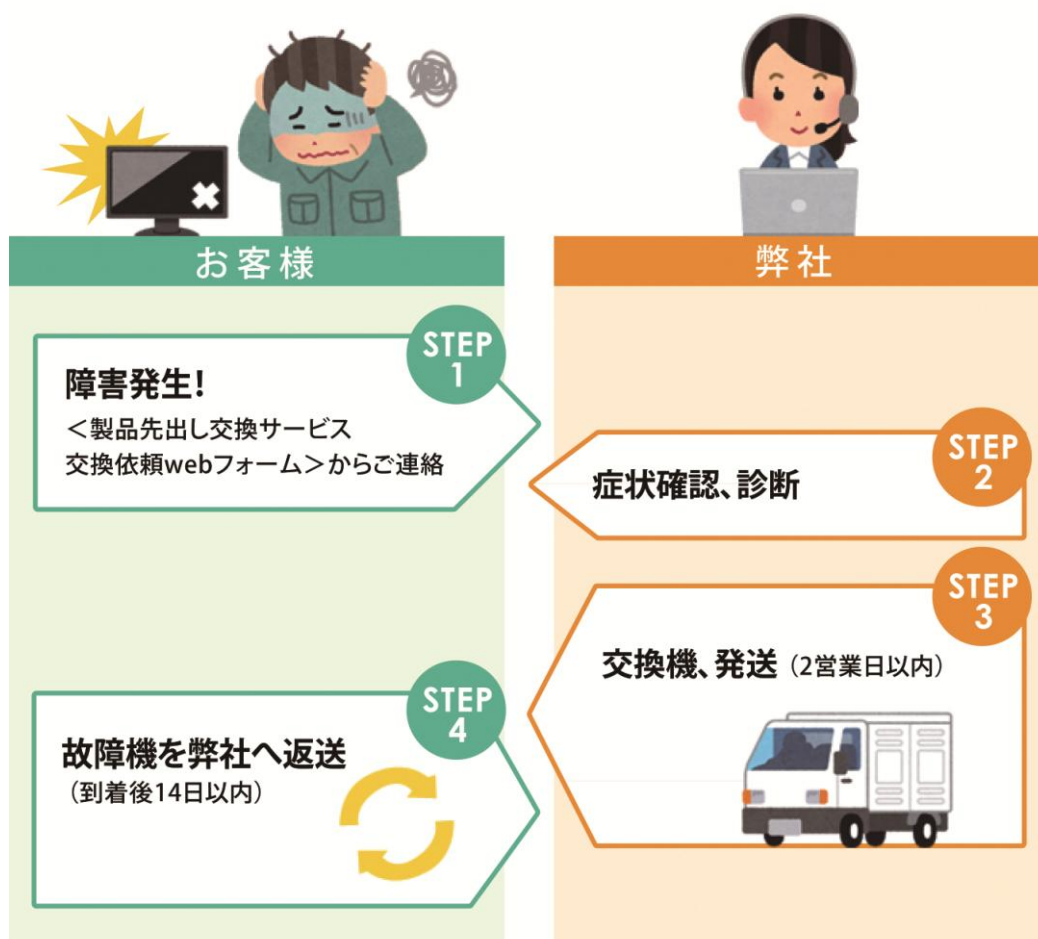 お客様
弊社
STEP
1
障害発生!
＜製品先出し交換サービス
交換依頼webフォーム＞からご連絡
STEP
2
症状確認、診断
STEP
3
交換機、発送（2営業日以内）
STEP
4
故障機を弊社へ返送
（到着後14日以内）